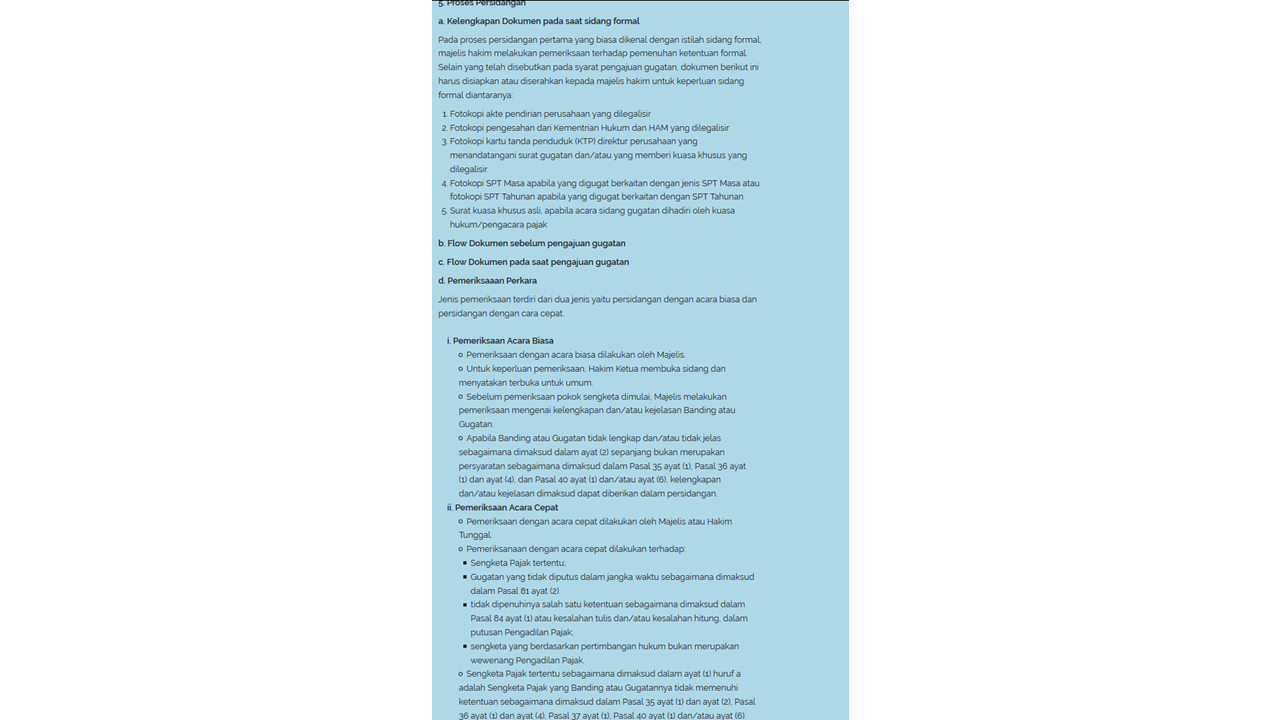 5. Proses Persidangan
a. Kelengkapan Dokumen pada saat sidang formal
Pada proses persidangan pertama yang biasa dikenal dengan istilah sidang formal,
majelis hakim melakukan pemeriksaan terhadap pemenuhan ketentuan formal.
Selain yang telah disebutkan pada syarat pengajuan gugatan, dokumen berikut ini
harus disiapkan atau diserahkan kepada majelis hakim untuk keperluan sidang
formal diantaranya:
1. Fotokopi akte pendirian perusahaan yang dilegalisir
2. Fotokopi pengesahan dari Kementrian Hukum dan HAM yang dilegalisir
3. Fotokopi kartu tanda penduduk (KTP) direktur perusahaan yang
menandatangani surat gugatan dan/atau yang memberi kuasa khusus yang
dilegalisir.
4. Fotokopi SPT Masa apabila yang digugat berkaitan dengan jenis SPT Masa atau
fotokopi SPT Tahunan apabila yang digugat berkaitan dengan SPT Tahunan
5. Surat kuasa khusus asli, apabila acara sidang gugatan dihadiri oleh kuasa
hukum/pengacara pajak
b. Flow Dokumen sebelum pengajuan gugatan
c. Flow Dokumen pada saat pengajuan gugatan
d. Pemeriksaaan Perkara
Jenis pemeriksaan terdiri dari dua jenis yaitu persidangan dengan acara biasa dan
persidangan dengan cara cepat.
i. Pemeriksaan Acara Biasa
o Pemeriksaan dengan acara biasa dilakukan oleh Majelis.
o Untuk keperluan pemeriksaan, Hakim Ketua membuka sidang dan
menyatakan terbuka untuk umum.
o Sebelum pemeriksaan pokok sengketa dimulai, Majelis melakukan
pemeriksaan mengenai kelengkapan dan/atau kejelasan Banding atau
Gugatan.
o Apabila Banding atau Gugatan tidak lengkap dan/atau tidak jelas
sebagaimana dimaksud dalam ayat (2) sepanjang bukan merupakan
persyaratan sebagaimana dimaksud dalam Pasal 35 ayat (1), Pasal 36 ayat
(1) dan ayat (4), dan Pasal 40 ayat (1) dan/atau ayat (6), kelengkapan
dan/atau kejelasan dimaksud dapat diberikan dalam persidangan.
ii. Pemeriksaan Acara Cepat
o Pemeriksaan dengan acara cepat dilakukan oleh Majelis atau Hakim
Tunggal.
o Pemeriksanaan dengan acara cepat dilakukan terhadap:
▪ Sengketa Pajak tertentu;
▪ Gugatan yang tidak diputus dalam jangka waktu sebagaimana dimaksud
dalam Pasal 81 ayat (2).
▪ tidak dipenuhinya salah satu ketentuan sebagaimana dimaksud dalam
Pasal 84 ayat (1) atau kesalahan tulis dan/atau kesalahan hitung, dalam
putusan Pengadilan Pajak;
▪ sengketa yang berdasarkan pertimbangan hukum bukan merupakan
wewenang Pengadilan Pajak.
o Sengketa Pajak tertentu sebagaimana dimaksud dalam ayat (1) huruf a
adalah Sengketa Pajak yang Banding atau Gugatannya tidak memenuhi
ketentuan sebagaimana dimaksud dalam Pasal 35 ayat (1) dan ayat (2), Pasal
36 ayat (1) dan ayat (4), Pasal 37 ayat (1), Pasal 40 ayat (1) dan/atau ayat (6).